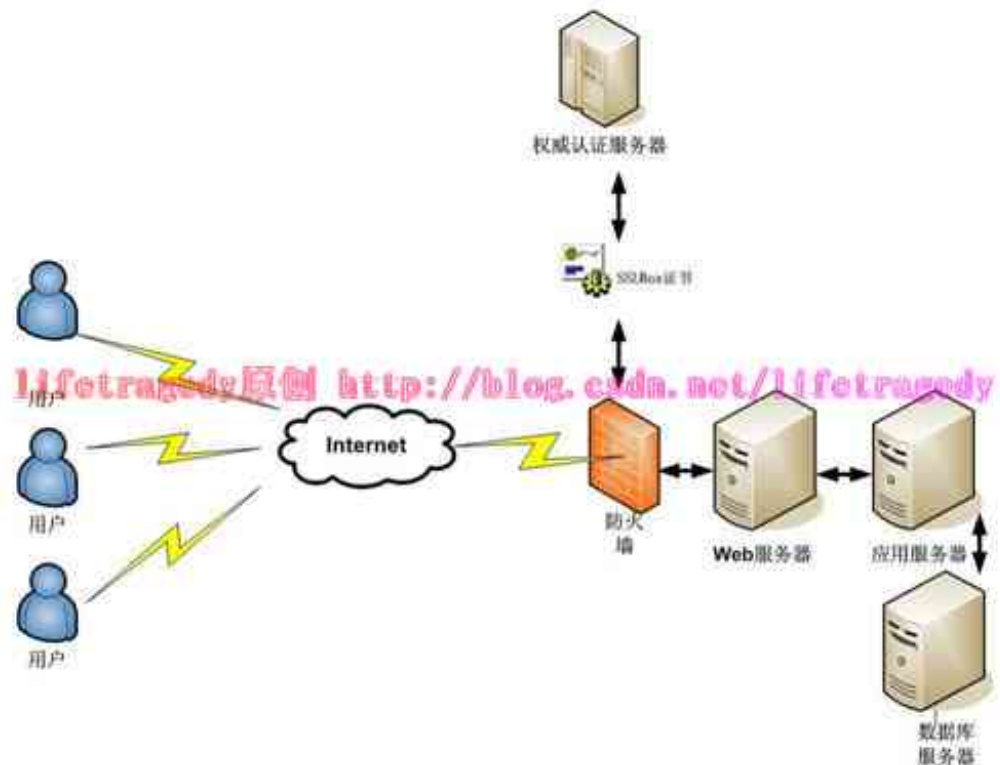 权威认证服务器
SSLBox证书
lifetragedy原创 http://blog.csdn.net/lifetragedy
用户
Internet
用户
防火
墙
Web服务器
应用服务器
用户
数据库
服务器